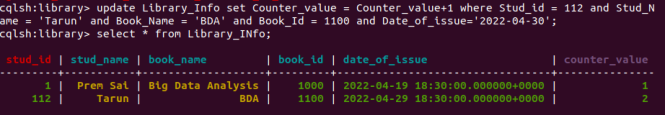 cqlsh:library> update Library_Info set Counter_value = Counter_value+1 where Stud_id = 112 and Stud_N
ame = 'Tarun' and Book_Name = 'BDA' and Book_Id = 1100 and Date_of_issue='2022-04-30';
cqlsh:library> select * from Library_INfo;
stud_id | stud_name | book_name | book_id | date_of_issue | counter_value
---------+-----------+-------------------+---------+---------------------------------+---------------
1 | Prem Sai | Big Data Analysis | 1000 | 2022-04-19 18:30:00.000000+0000 | 1
112 | Tarun | BDA | 1100 | 2022-04-29 18:30:00.000000+0000 | 2